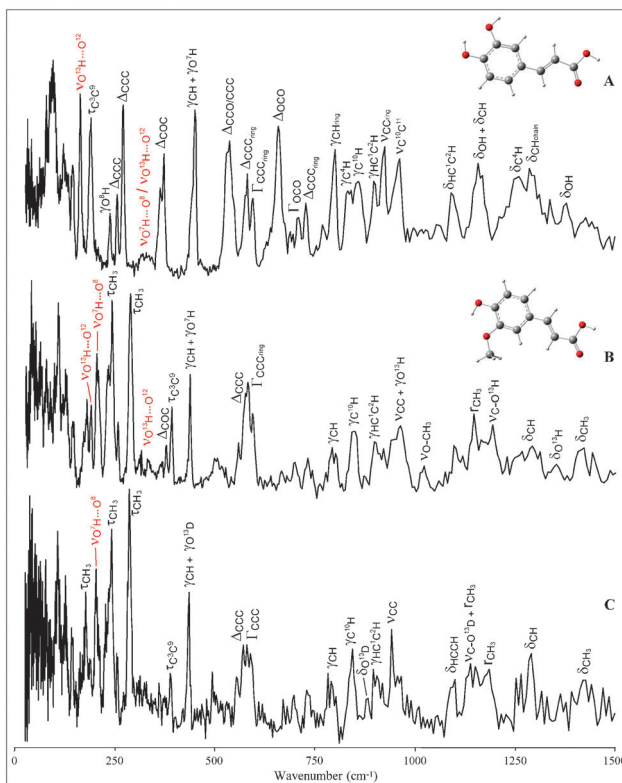 A
νO¹³H···O¹²
τC³C⁹
γO⁸H
ΔCCC
ΔCCC
νO⁷H···O⁸ / νO¹³H···O¹²
ΔCOC
γCH + γO⁷H
ΔCCO/CCC
ΔCCCring
ΓCCCring
ΔOCO
ΓOCO
ΔCCCring
γCHring
γC⁴H
γC¹⁰H
γHC¹C²H
νCCring
νC¹⁰C¹¹
δHC¹C²H
δOH + δCH
δC⁴H
δCHchain
δOH
B
νO¹³H···O¹²
νO⁷H···O⁸
τCH₃
τCH₃
νO¹³H···O¹²
ΔCOC
τC³C⁹
γCH + γO⁷H
ΔCCC
ΓCCCring
γCH
γC¹⁰H
γHC¹C²H
νCC + γO¹³H
νO–CH₃
rCH₃
νC–O¹³H
δCH
δO¹³H
δCH₃
C
τCH₃
νO⁷H···O⁸
τCH₃
τCH₃
τC³C⁹
γCH + γO¹³D
ΔCCC
ΓCCC
γCH
γC¹⁰H
δO¹³D
γHC¹C²H
νCC
δHCCH
νC–O¹³D + rCH₃
rCH₃
δCH
δCH₃
0 250 500 750 1000 1250 1500
Wavenumber (cm⁻¹)